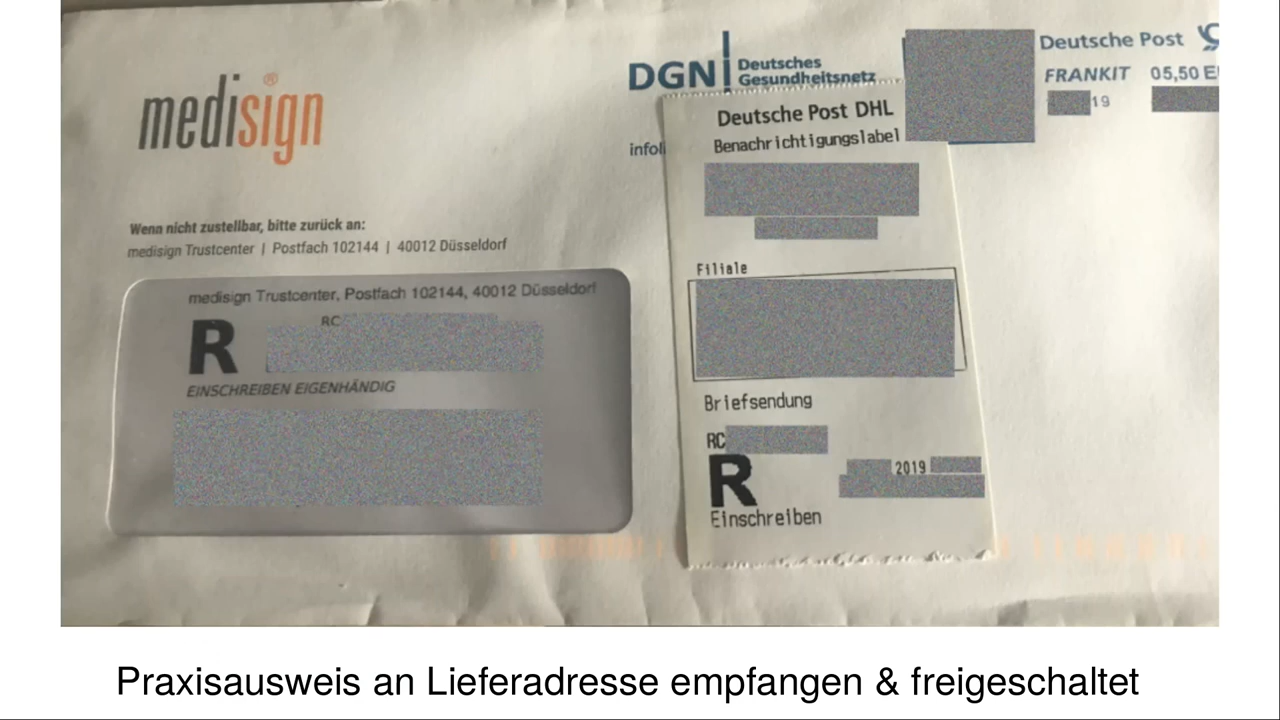 medisign®
DGN Deutsches
Gesundheitsnetz
Deutsche Post
FRANKIT 05,50
19
Deutsche Post DHL
Benachrichtigungslabel
Wenn nicht zustellbar, bitte zurück an:
medisign Trustcenter | Postfach 102144 | 40012 Düsseldorf
medisign Trustcenter, Postfach 102144, 40012 Düsseldorf
RC
R
EINSCHREIBEN EIGENHÄNDIG
Filiale
Briefsendung
RC
R
2019
Einschreiben
Praxisausweis an Lieferadresse empfangen & freigeschaltet